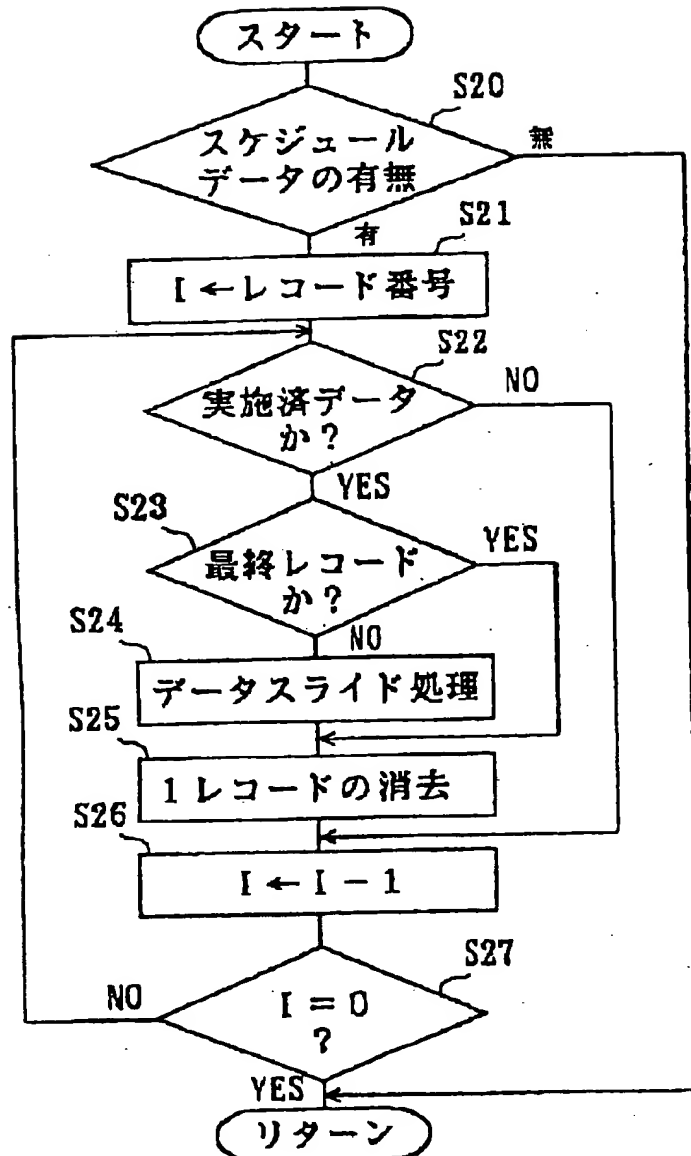 スタート
S20
スケジュール
データの有無
無
有
S21
I←レコード番号
S22
実施済データ
か?
NO
YES
S23
最終レコード
か?
YES
NO
S24
データスライド処理
S25
1レコードの消去
S26
I←I-1
S27
I=0
?
NO
YES
リターン